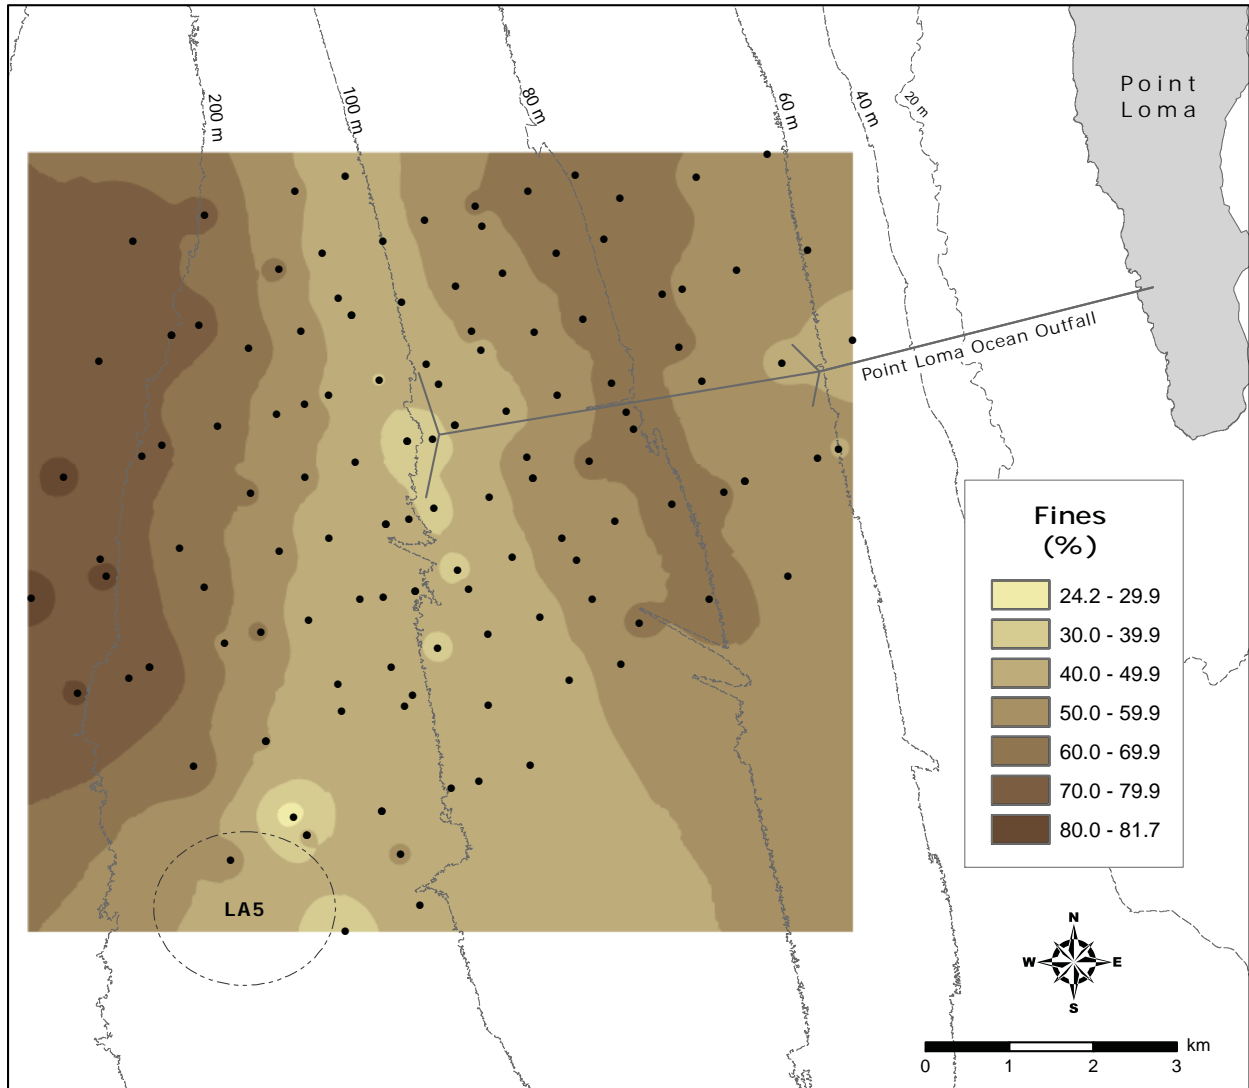 200 m
100 m
80 m
60 m
40 m
20 m
Point
Loma
Point Loma Ocean Outfall
Fines
(%)
24.2 - 29.9
30.0 - 39.9
40.0 - 49.9
50.0 - 59.9
60.0 - 69.9
70.0 - 79.9
80.0 - 81.7
LA5
N
W
E
S
km
0
1
2
3